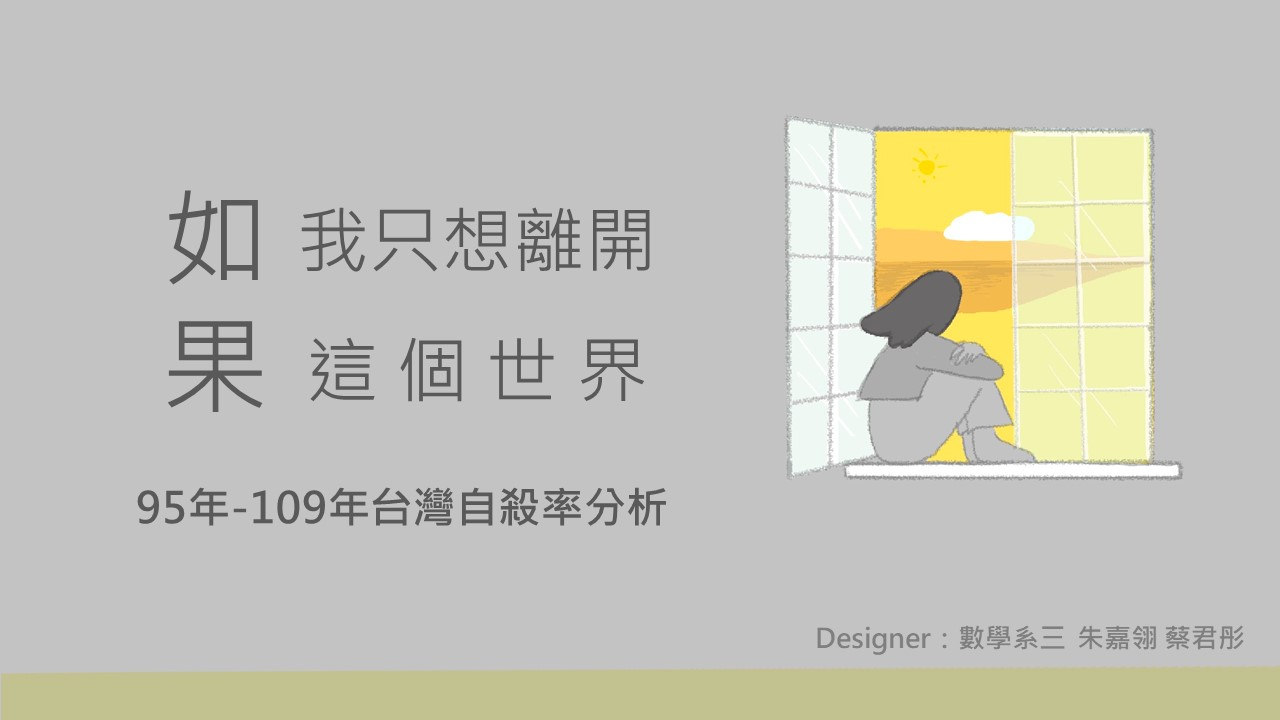 如果
我只想離開
這個世界
95年-109年台灣自殺率分析
Designer：數學系三 朱嘉翎 蔡君彤